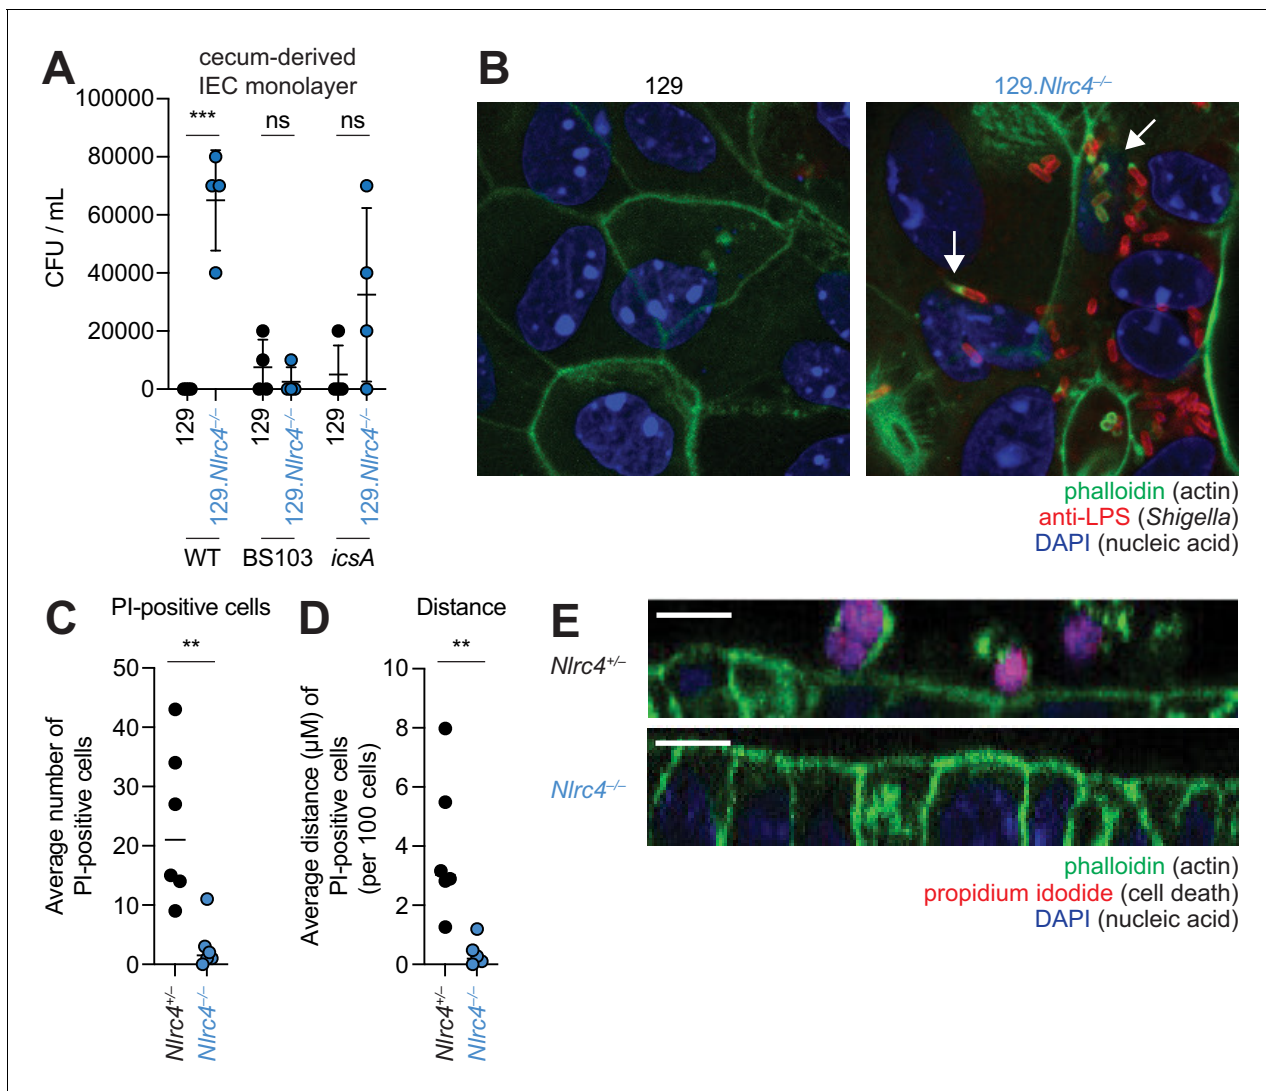 A
cecum-derived
IEC monolayer
CFU / mL
100000
80000
60000
40000
20000
0
***
ns
ns
129
129.Nlrc4–/–
129
129.Nlrc4–/–
129
129.Nlrc4–/–
WT
BS103
icsA
B
129
129.Nlrc4–/–
phalloidin (actin)
anti-LPS (Shigella)
DAPI (nucleic acid)
C
PI-positive cells
**
Average number of
PI-positive cells
50
40
30
20
10
0
Nlrc4+/–
Nlrc4–/–
D
Distance
**
Average distance (µM) of
PI-positive cells
(per 100 cells)
10
8
6
4
2
0
Nlrc4+/–
Nlrc4–/–
E
Nlrc4+/–
Nlrc4–/–
phalloidin (actin)
propidium idodide (cell death)
DAPI (nucleic acid)